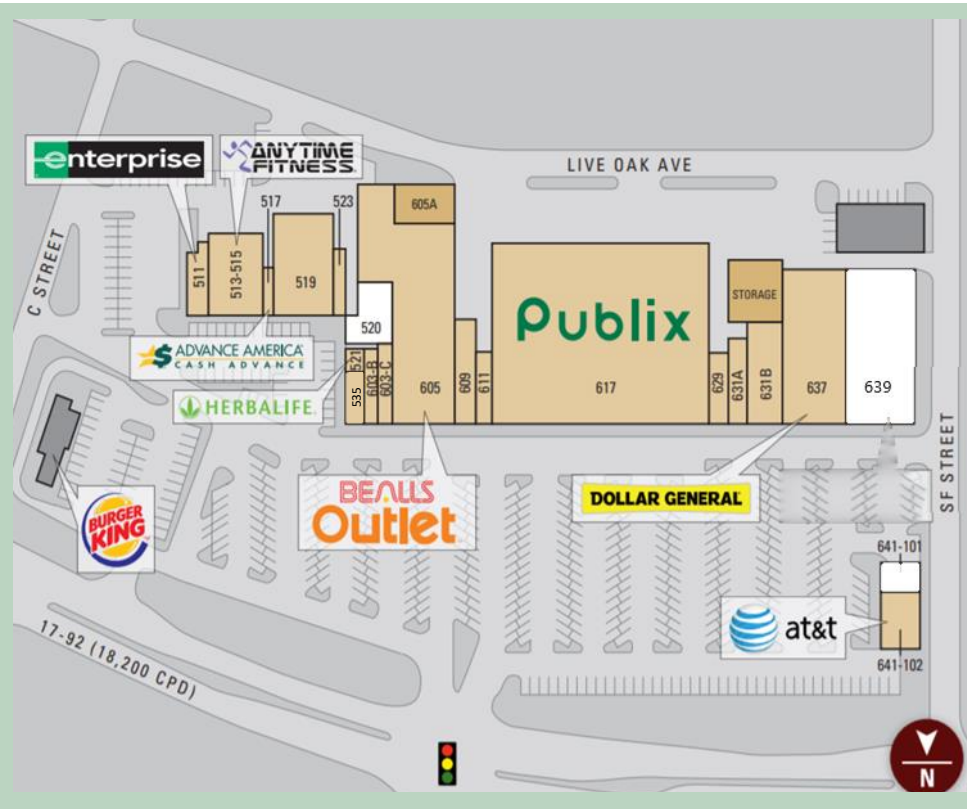 LIVE OAK AVE
enterprise
ANYTIME
FITNESS.
517
523
605A
C STREET
511
513-515
519
STORAGE
520
Publix
ADVANCE AMERICA
CASH ADVANCE
HERBALIFE.
521
535
603-B
603-C
605
609
611
617
629
631A
631B
637
639
SF STREET
BURGER
KING
BEALLS
Outlet
DOLLAR GENERAL
641-101
at&t
641-102
17-92 (18,200 CPD)
N